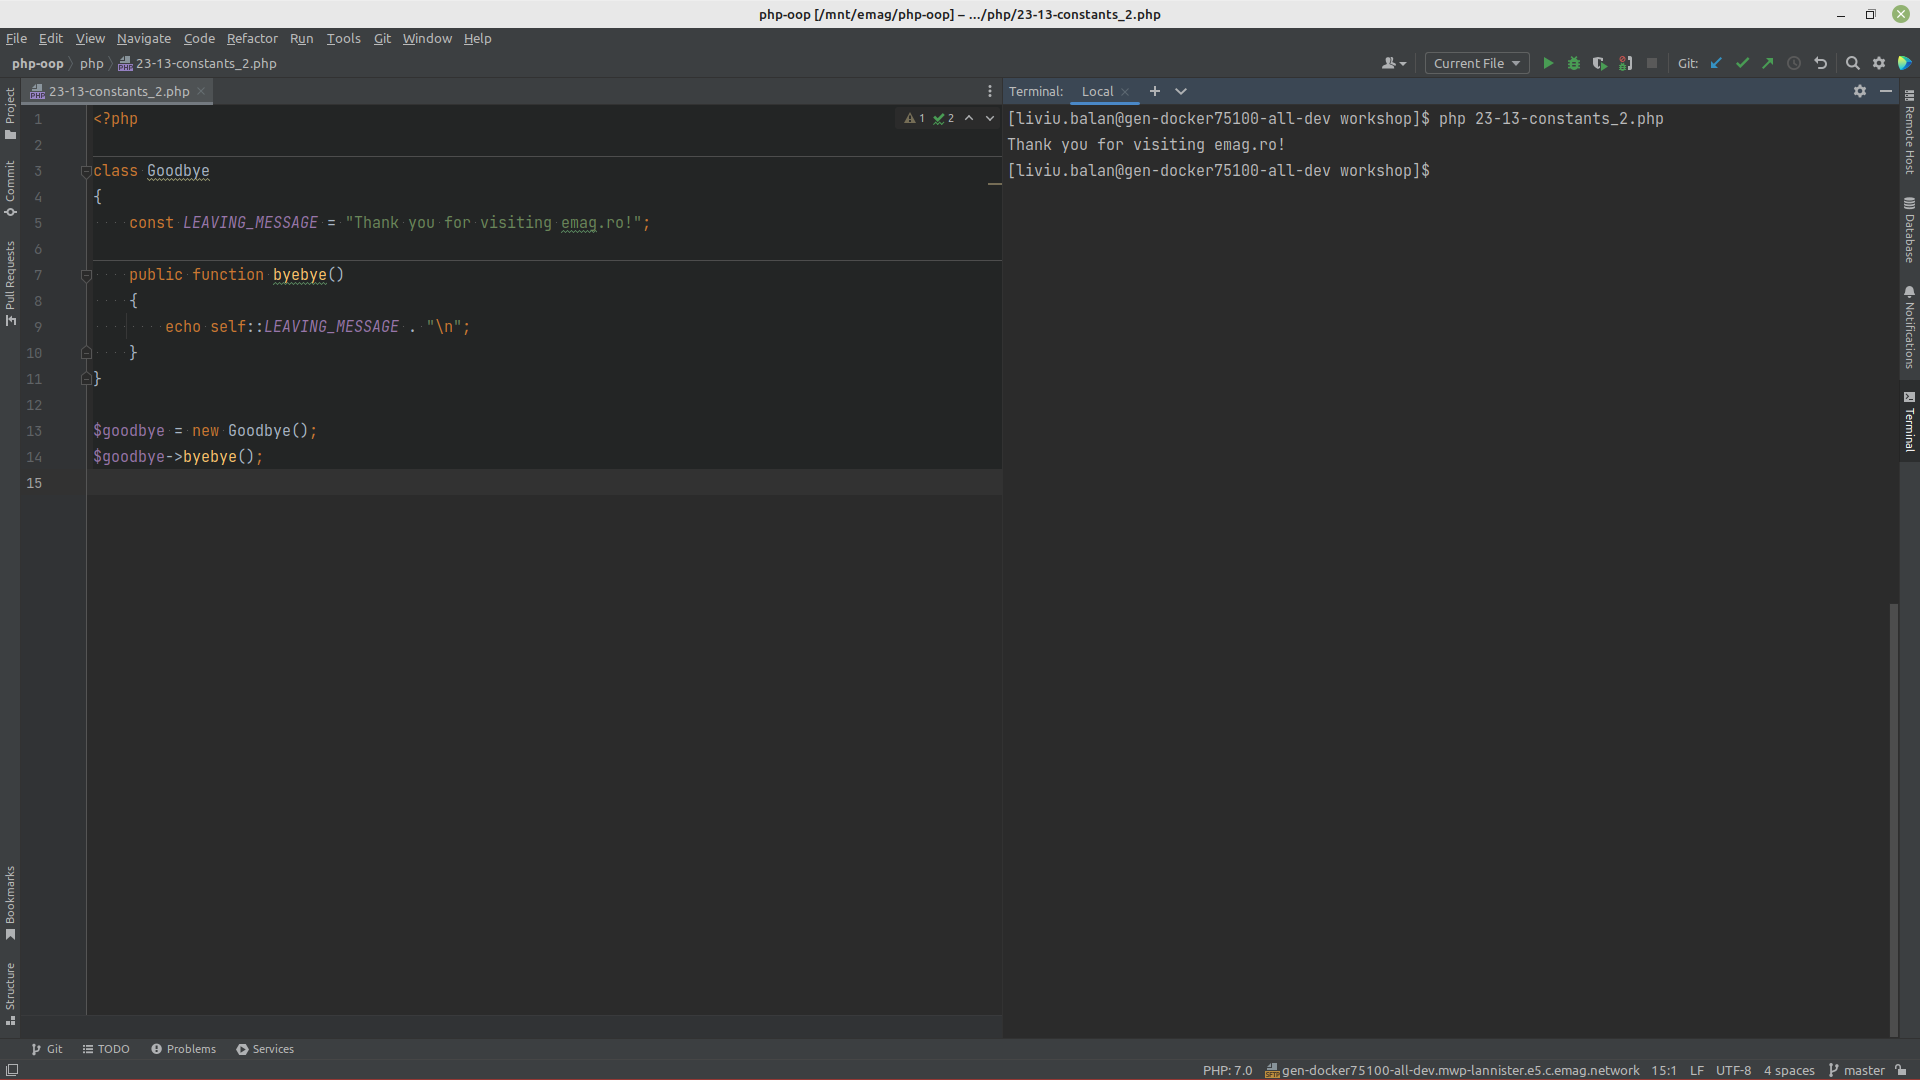 php-oop [/mnt/emag/php-oop] – .../php/23-13-constants_2.php
File Edit View Navigate Code Refactor Run Tools Git Window Help
php-oop php 23-13-constants_2.php
Current File Git:
23-13-constants_2.php
Terminal: Local
1 <?php
2
3 class Goodbye
4 {
5 const LEAVING_MESSAGE = "Thank you for visiting emag.ro!";
6
7 public function byebye()
8 {
9 echo self::LEAVING_MESSAGE . "\n";
10 }
11 }
12
13 $goodbye = new Goodbye();
14 $goodbye->byebye();
15
1 2
[liviu.balan@gen-docker75100-all-dev workshop]$ php 23-13-constants_2.php
Thank you for visiting emag.ro!
[liviu.balan@gen-docker75100-all-dev workshop]$
Project
Commit
Pull Requests
Bookmarks
Structure
Remote Host
Database
Notifications
Terminal
Git TODO Problems Services
PHP: 7.0 gen-docker75100-all-dev.mwp-lannister.e5.c.emag.network 15:1 LF UTF-8 4 spaces master